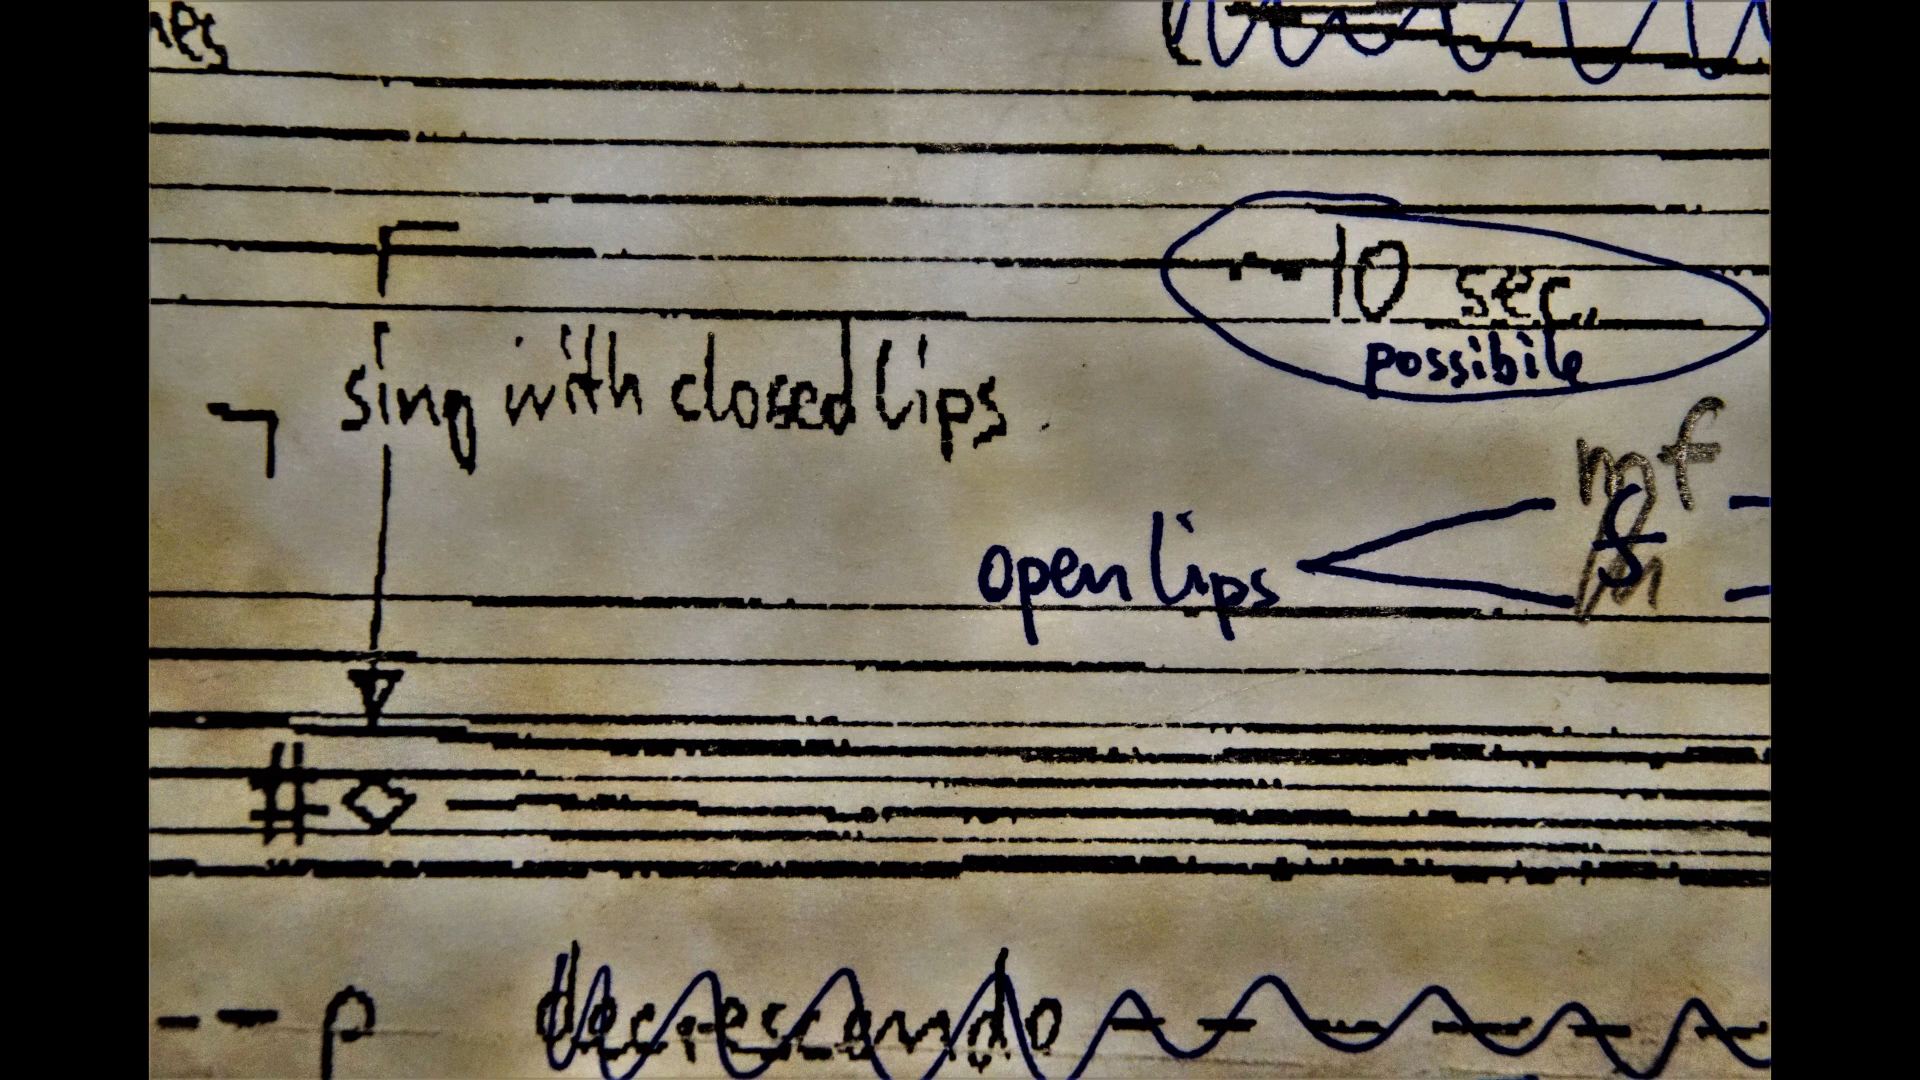 10 sec.
possibile
sing with closed lips
mf
open lips f
p decrescendo